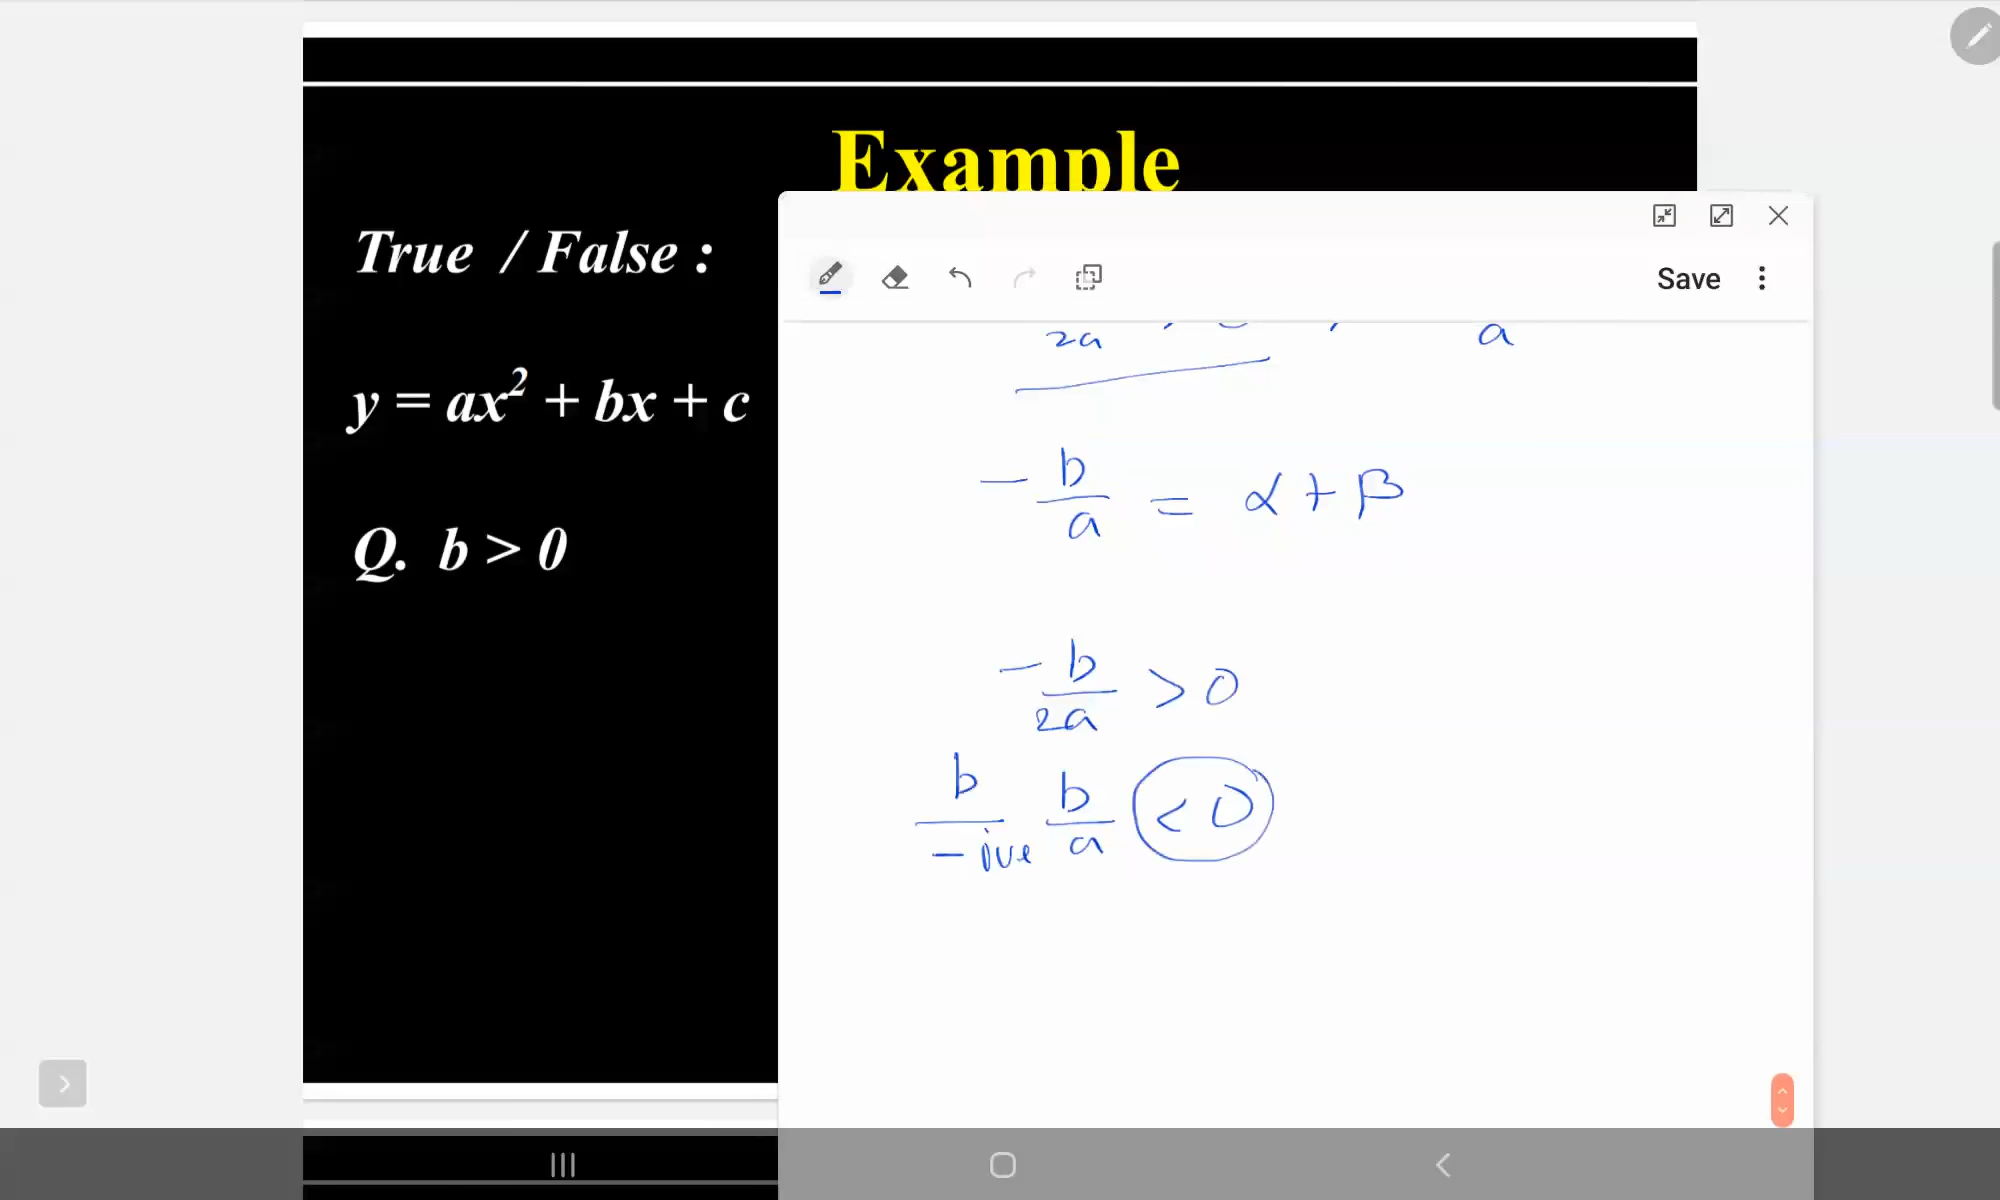 Example
True / False :
y = ax² + bx + c
Q. b > 0
Save
2a
a
- b/a = α + β
- b/2a > 0
b/-ive b/a < 0